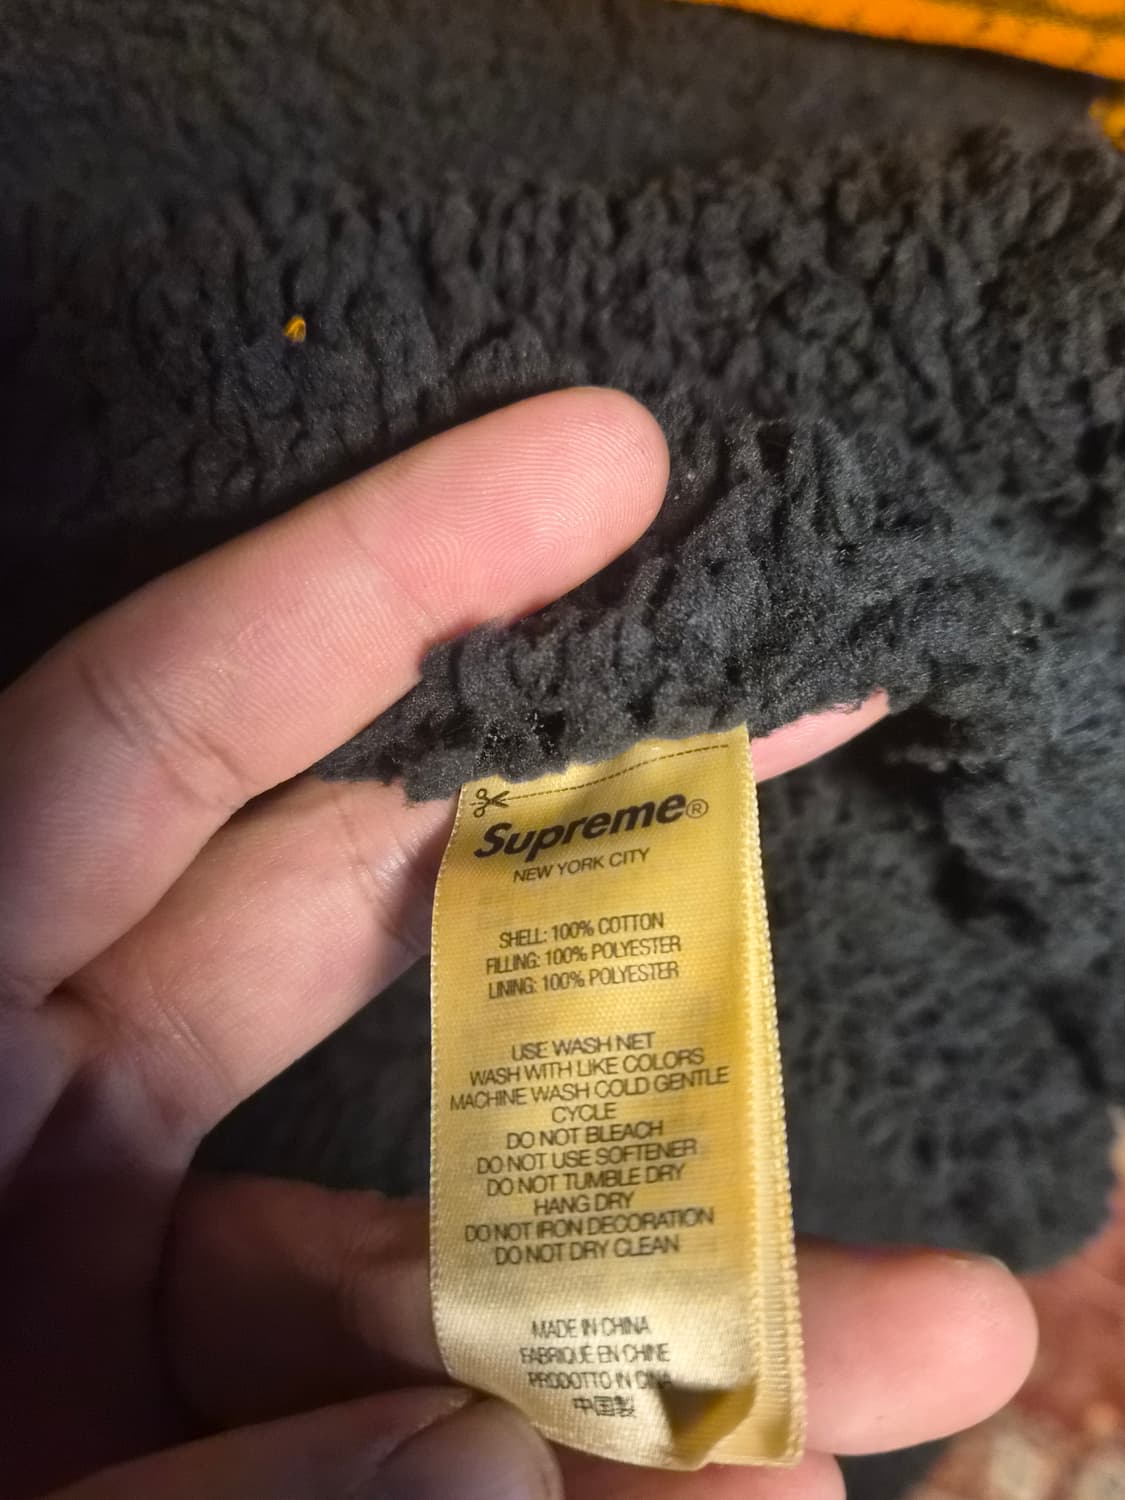 Supreme®
NEW YORK CITY
SHELL: 100% COTTON
FILLING: 100% POLYESTER
LINING: 100% POLYESTER
USE WASH NET
WASH WITH LIKE COLORS
MACHINE WASH COLD GENTLE
CYCLE
DO NOT BLEACH
DO NOT USE SOFTENER
DO NOT TUMBLE DRY
HANG DRY
DO NOT IRON DECORATION
DO NOT DRY CLEAN
MADE IN CHINA
FABRIQUÉ EN CHINE
PRODOTTO IN CINA
中国製